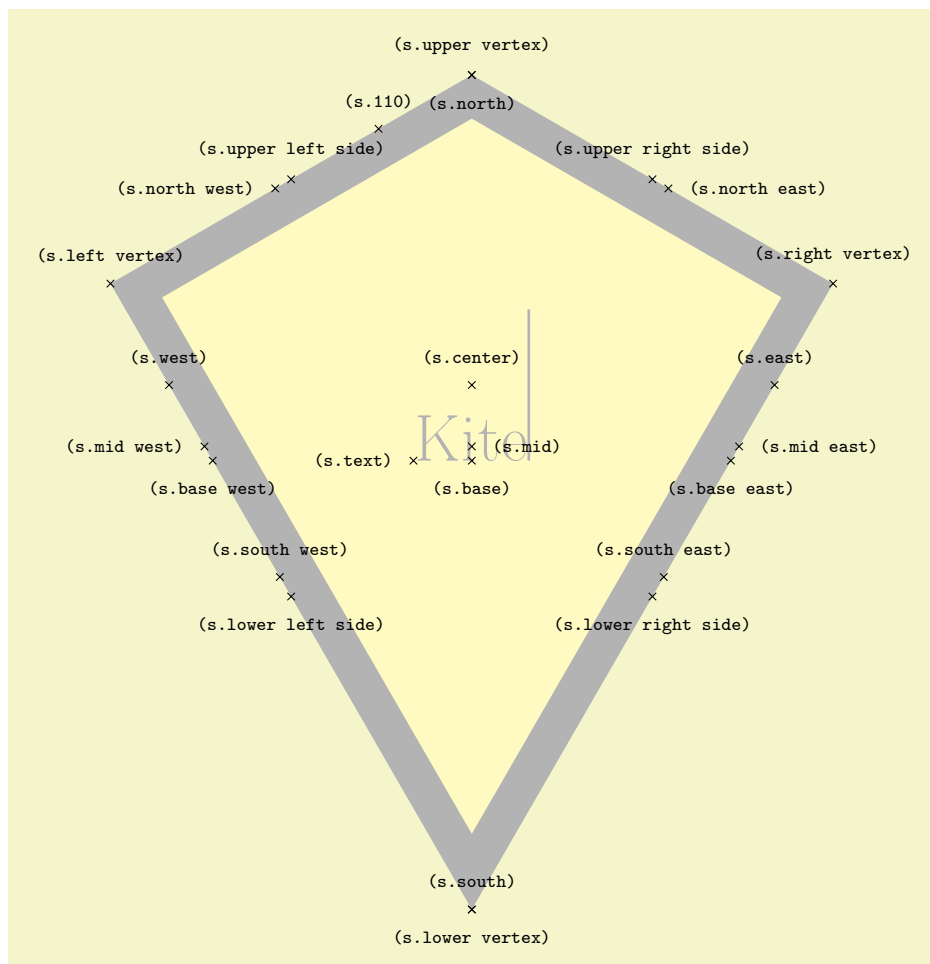 (s.upper vertex)
(s.110) (s.north)
(s.upper left side) (s.upper right side)
(s.north west) (s.north east)
(s.left vertex) (s.right vertex)
(s.west) (s.center) (s.east)
Kite
(s.mid west) (s.mid) (s.mid east)
(s.text)
(s.base west) (s.base) (s.base east)
(s.south west) (s.south east)
(s.lower left side) (s.lower right side)
(s.south)
(s.lower vertex)